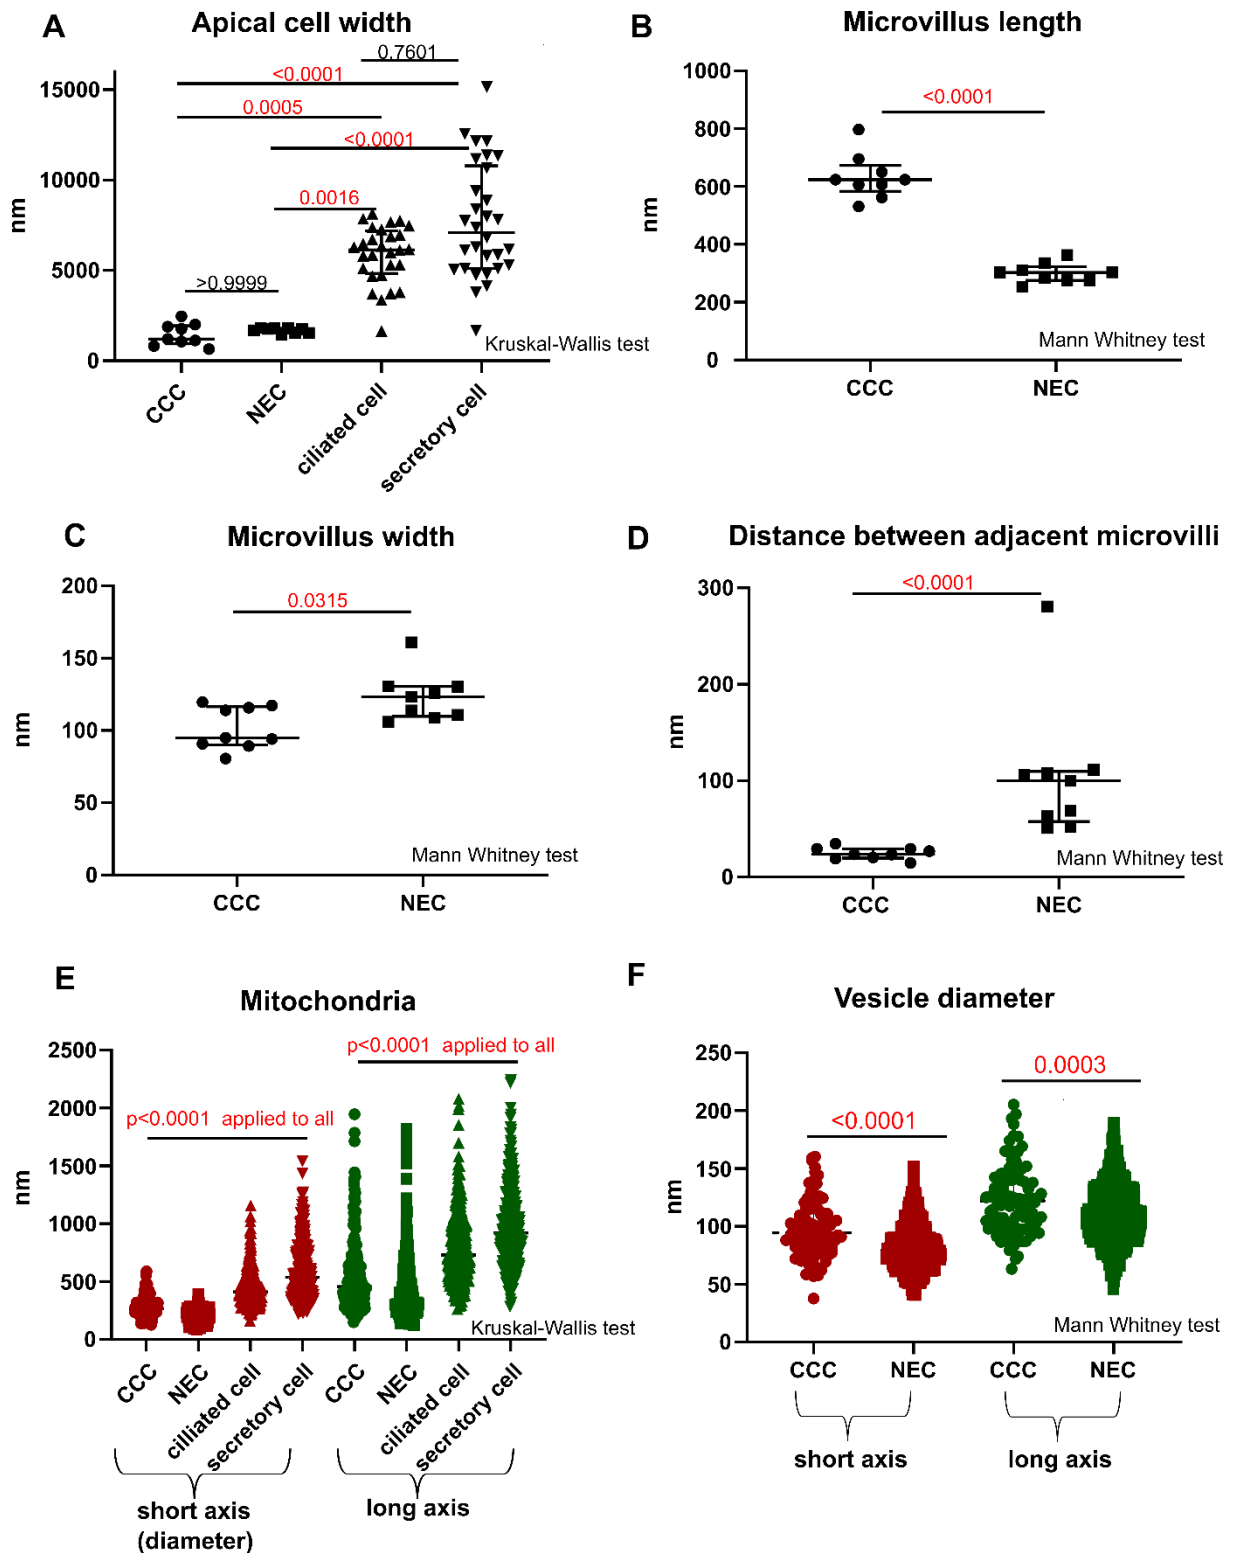 A
Apical cell width
0.7601
<0.0001
0.0005
<0.0001
0.0016
>0.9999
15000
10000
5000
0
nm
Kruskal-Wallis test
CCC
NEC
ciliated cell
secretory cell
B
Microvillus length
<0.0001
1000
800
600
400
200
0
nm
Mann Whitney test
CCC
NEC
C
Microvillus width
0.0315
200
150
100
50
0
nm
Mann Whitney test
CCC
NEC
D
Distance between adjacent microvilli
<0.0001
300
200
100
0
nm
Mann Whitney test
CCC
NEC
E
Mitochondria
p<0.0001 applied to all
p<0.0001 applied to all
2500
2000
1500
1000
500
0
nm
Kruskal-Wallis test
CCC
NEC
cilliated cell
secretory cell
CCC
NEC
ciliated cell
secretory cell
short axis
(diameter)
long axis
F
Vesicle diameter
<0.0001
0.0003
250
200
150
100
50
0
nm
Mann Whitney test
CCC
NEC
CCC
NEC
short axis
long axis